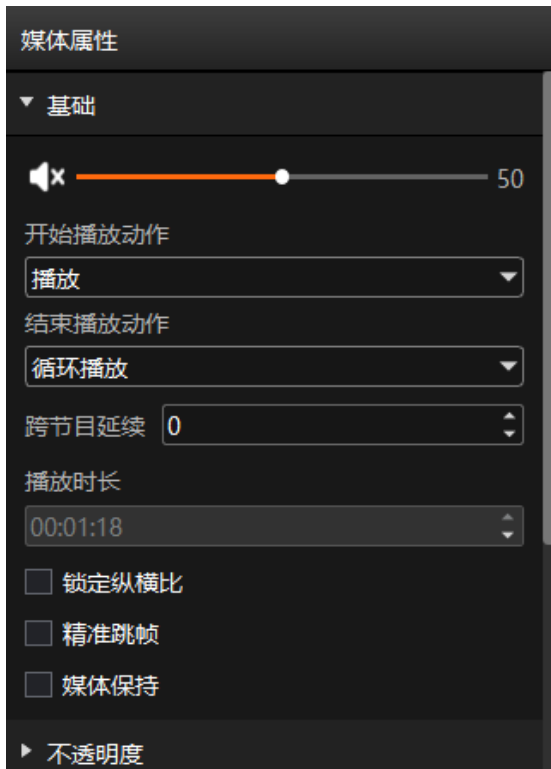 媒体属性
基础
50
开始播放动作
播放
结束播放动作
循环播放
跨节目延续 0
播放时长
00:01:18
锁定纵横比
精准跳帧
媒体保持
不透明度